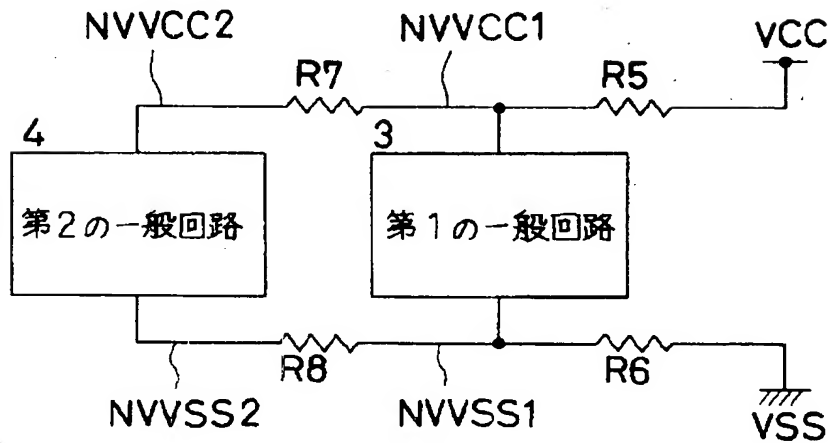 NVVCC2
NVVCC1
VCC
R7
R5
4
3
第2の一般回路
第1の一般回路
R8
R6
NVVSS2
NVVSS1
VSS